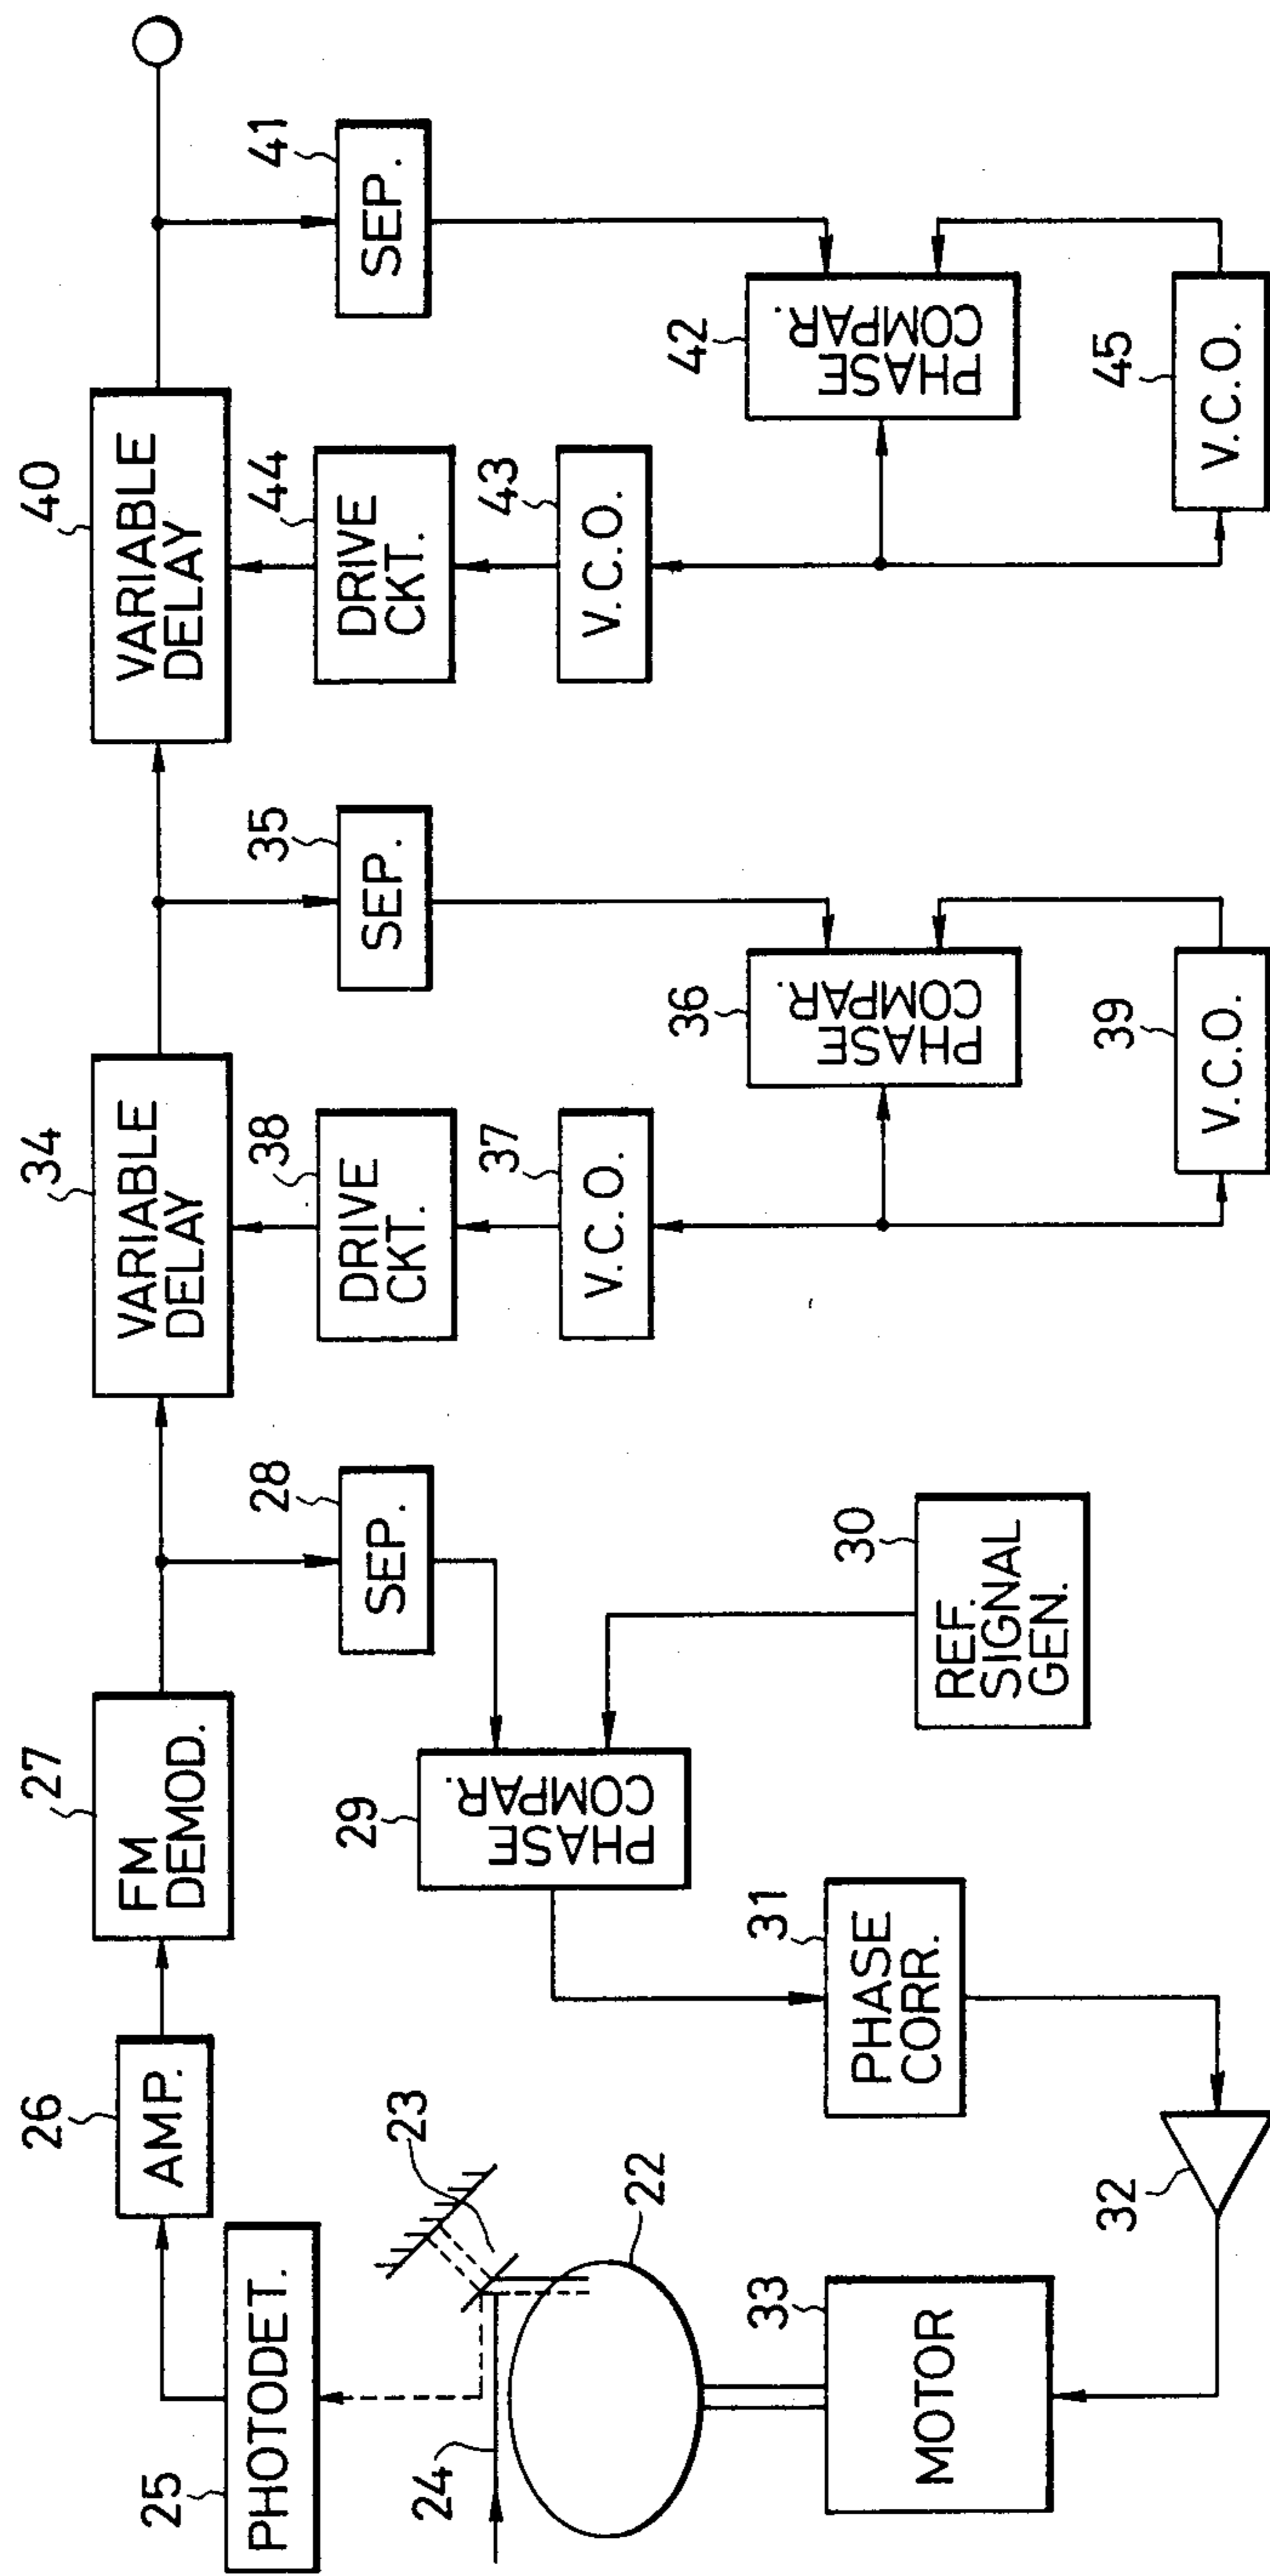 25
PHOTODET.
26
AMP.
27
FM
DEMOD.
34
VARIABLE
DELAY
40
VARIABLE
DELAY
24
23
22
28
SEP.
38
DRIVE
CKT.
35
SEP.
44
DRIVE
CKT.
41
SEP.
29
PHASE
COMPAR.
37
V.C.O.
43
V.C.O.
33
MOTOR
31
PHASE
CORR.
30
REF.
SIGNAL
GEN.
36
PHASE
COMPAR.
42
PHASE
COMPAR.
32
39
V.C.O.
45
V.C.O.